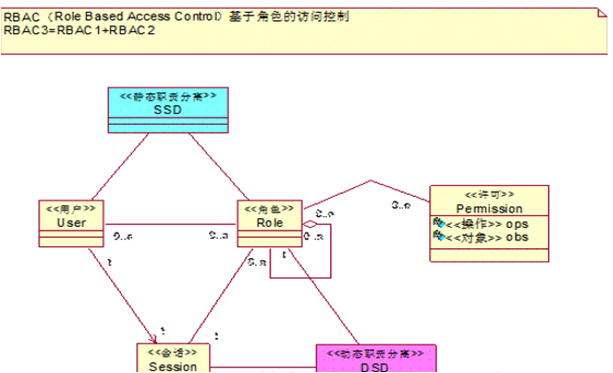 RBAC（Role Based Access Control）基于角色的访问控制
RBAC3=RBAC1+RBAC2
<<静态职责分离>>
SSD
<<用户>>
User
<<角色>>
Role
<<许可>>
Permission
<<操作>> ops
<<对象>> obs
0..n
0..n
0..n
0..n
0..n
0..n
1
1
1
1
<<会话>>
Session
<<动态职责分离>>
DSD